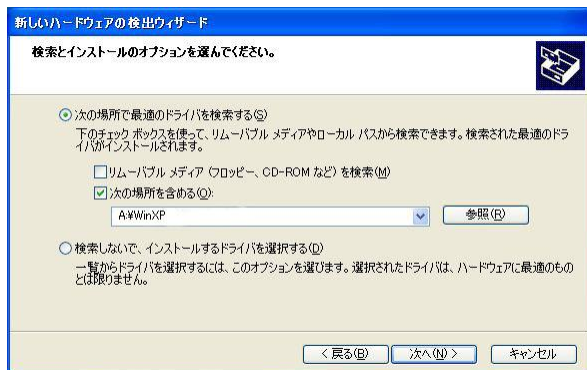 新しいハードウェアの検出ウィザード
検索とインストールのオプションを選んでください。
次の場所で最適のドライバを検索する(S)
下のチェック ボックスを使って、リムーバブル メディアやローカル パスから検索できます。検索された最適のドラ
イバがインストールされます。
リムーバブル メディア (フロッピー、CD-ROM など) を検索(M)
次の場所を含める(O):
A:¥WinXP
参照(R)
検索しないで、インストールするドライバを選択する(D)
一覧からドライバを選択するには、このオプションを選びます。選択されたドライバは、ハードウェアに最適のもの
とは限りません。
< 戻る(B)
次へ(N) >
キャンセル